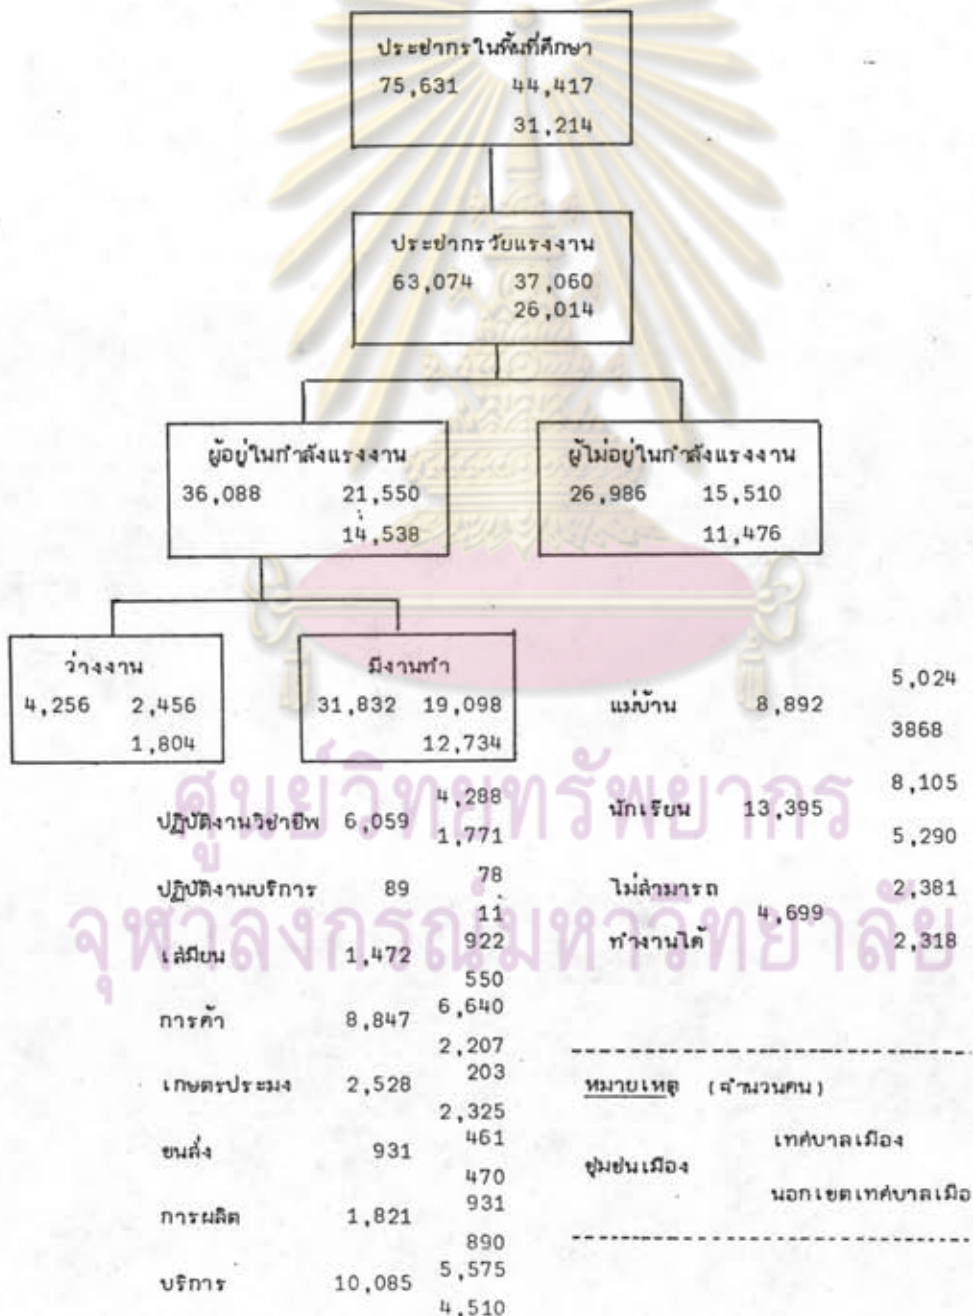 ประชากรในพื้นที่ศึกษา
75,631 44,417
31,214
ประชากรวัยแรงงาน
63,074 37,060
26,014
ผู้อยู่ในกำลังแรงงาน
36,088 21,550
14,538
ผู้ไม่อยู่ในกำลังแรงงาน
26,986 15,510
11,476
ว่างงาน
4,256 2,456
1,804
มีงานทำ
31,832 19,098
12,734
4,288
ปฏิบัติงานวิชาชีพ 6,059
1,771
78
ปฏิบัติงานบริการ 89
11
922
เสมียน 1,472
550
6,640
การค้า 8,847
2,207
203
เกษตรประมง 2,528
2,325
461
ขนส่ง 931
470
931
การผลิต 1,821
890
5,575
บริการ 10,085
4,510
5,024
แม่บ้าน 8,892
3868
8,105
นักเรียน 13,395
5,290
ไม่สามารถ 2,381
4,699
ทำงานได้ 2,318
หมายเหตุ (จำนวนคน)
เทศบาลเมือง
ชุมชนเมือง
นอกเขตเทศบาลเมือ
ศูนย์วิทยทรัพยากร
จุฬาลงกรณ์มหาวิทยาลัย